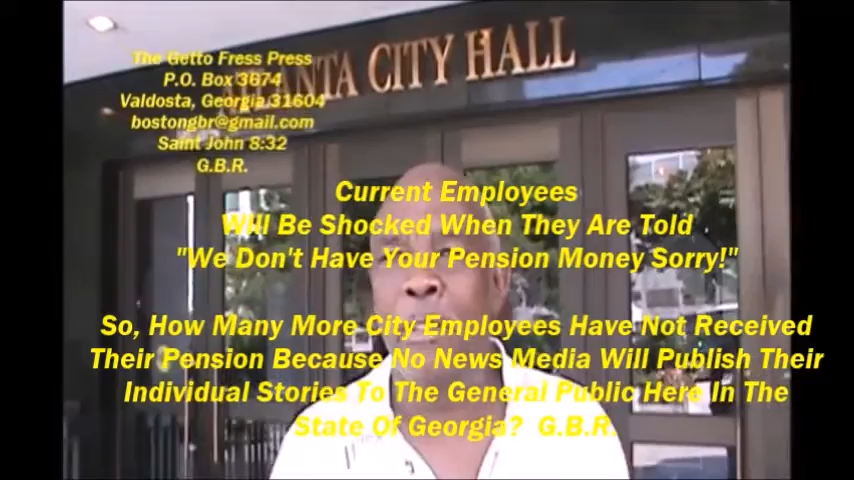 The Getto Fress Press
P.O. Box 3674
Valdosta, Georgia 31604
bostongbr@gmail.com
Saint John 8:32
G.B.R.
ATLANTA CITY HALL
Current Employees
Will Be Shocked When They Are Told
"We Don't Have Your Pension Money Sorry!"
So, How Many More City Employees Have Not Received
Their Pension Because No News Media Will Publish Their
Individual Stories To The General Public Here In The
State Of Georgia? G.B.R.